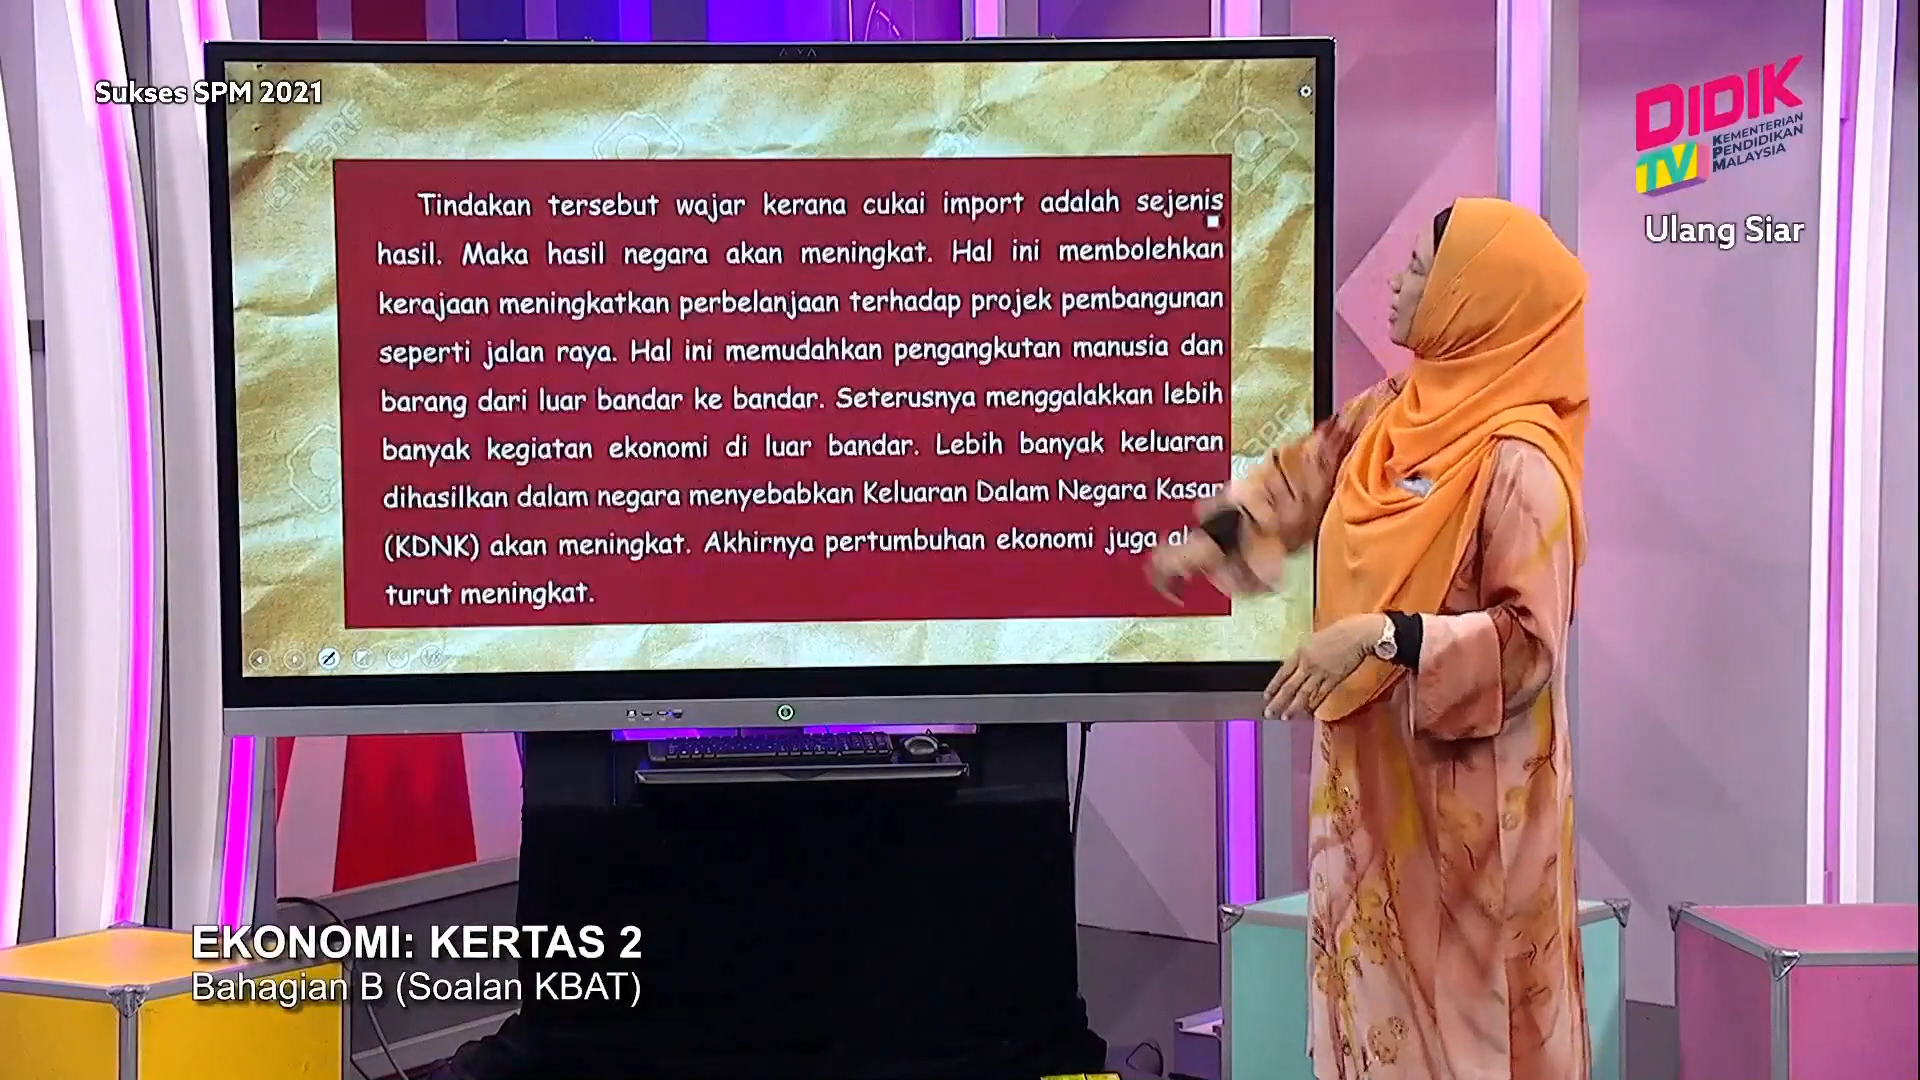 Sukses SPM 2021
DIDIK
TV
KEMENTERIAN
PENDIDIKAN
MALAYSIA
Ulang Siar
Tindakan tersebut wajar kerana cukai import adalah sejenis
hasil. Maka hasil negara akan meningkat. Hal ini membolehkan
kerajaan meningkatkan perbelanjaan terhadap projek pembangunan
seperti jalan raya. Hal ini memudahkan pengangkutan manusia dan
barang dari luar bandar ke bandar. Seterusnya menggalakkan lebih
banyak kegiatan ekonomi di luar bandar. Lebih banyak keluaran
dihasilkan dalam negara menyebabkan Keluaran Dalam Negara Kasar
(KDNK) akan meningkat. Akhirnya pertumbuhan ekonomi juga
turut meningkat.
EKONOMI: KERTAS 2
Bahagian B (Soalan KBAT)